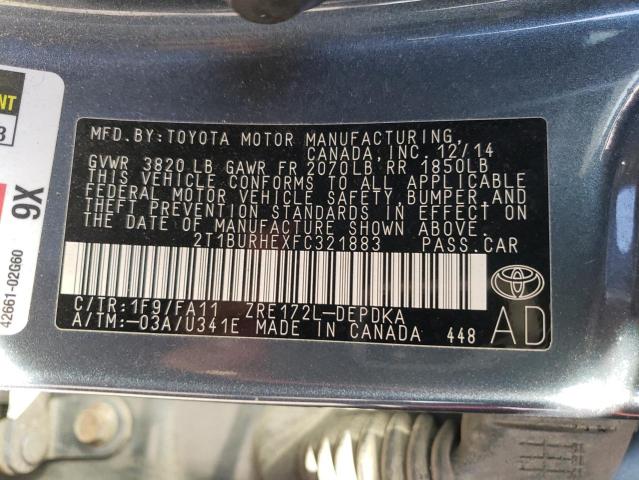 MFD. BY: TOYOTA MOTOR MANUFACTURING
CANADA, INC. 12/14
GVWR 3820 LB GAWR FR 2070LB RR 1850LB
THIS VEHICLE CONFORMS TO ALL APPLICABLE
FEDERAL MOTOR VEHICLE SAFETY, BUMPER, AND
THEFT PREVENTION STANDARDS IN EFFECT ON
THE DATE OF MANUFACTURE SHOWN ABOVE.
2T1BURHEXFC321883 PASS. CAR
C/TR: 1F9/FA11 ZRE172L-DEPDKA
A/TM: -03A/U341E MADE IN CANADA 448
AD
9X
42661-02G60